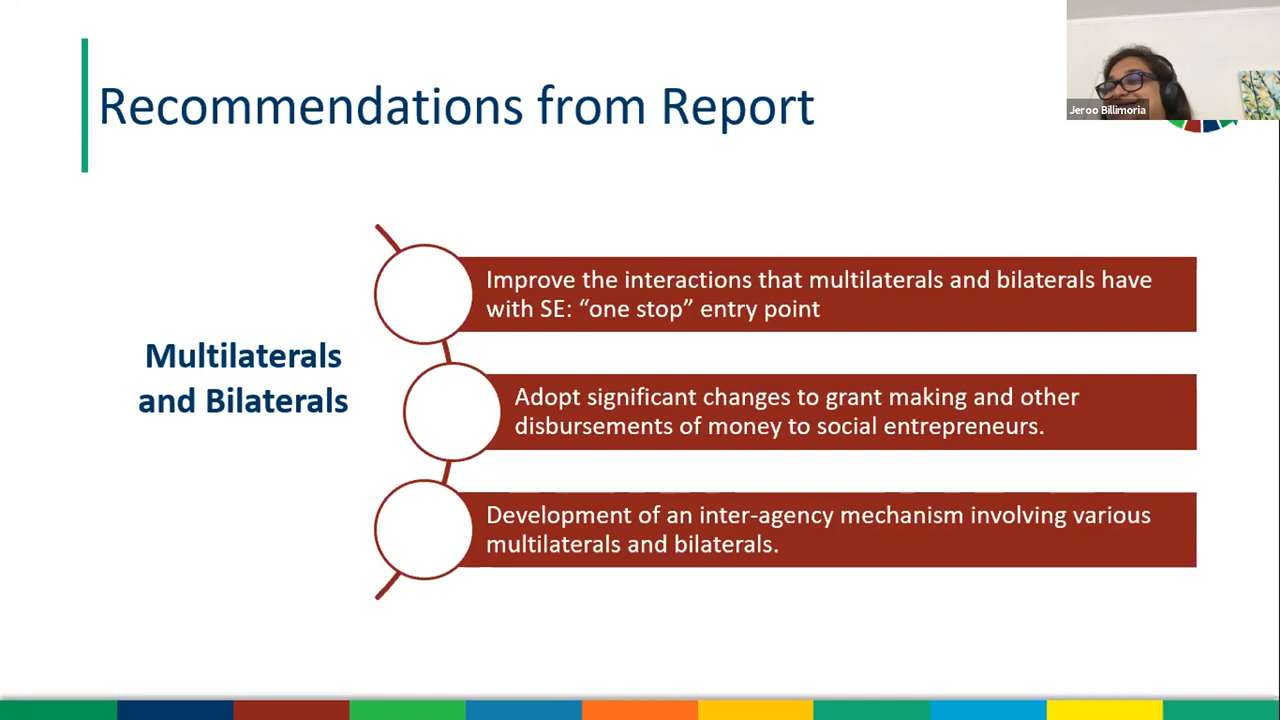 Jeroo Billimoria
Recommendations from Report
Multilaterals
and Bilaterals
Improve the interactions that multilaterals and bilaterals have
with SE: “one stop” entry point
Adopt significant changes to grant making and other
disbursements of money to social entrepreneurs.
Development of an inter-agency mechanism involving various
multilaterals and bilaterals.